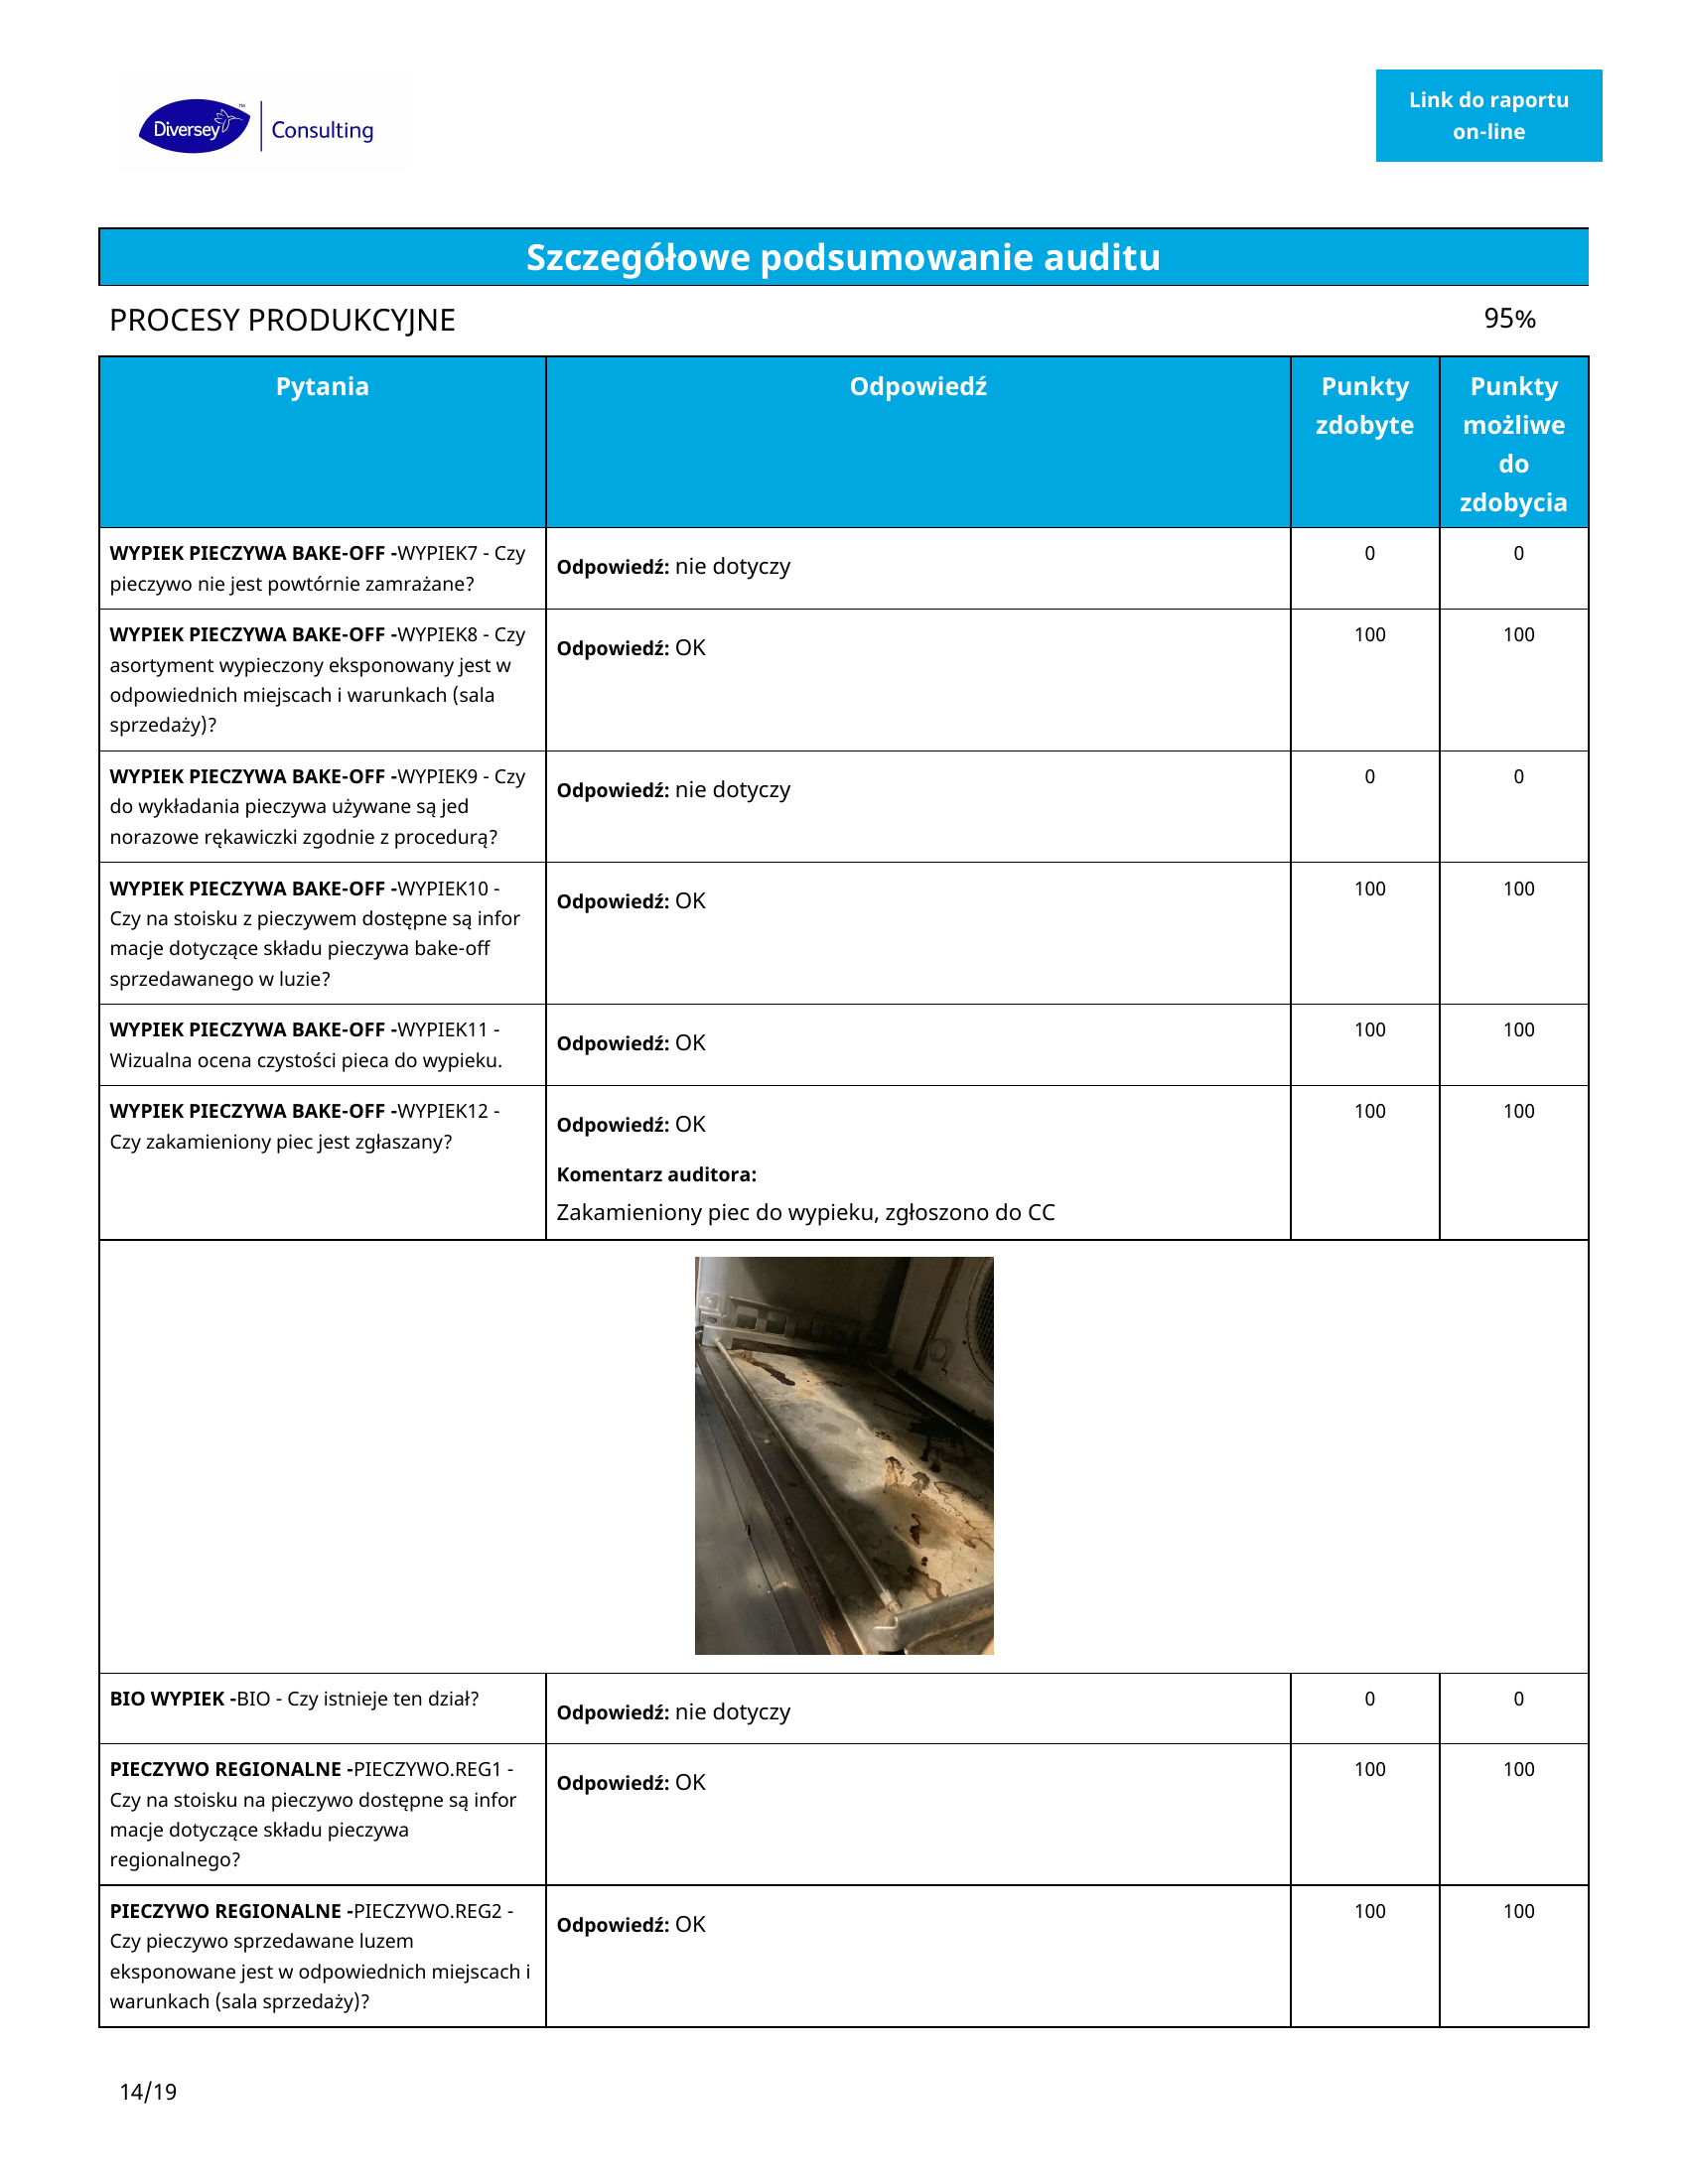 Diversey™ Consulting
Link do raportu
on-line
Szczegółowe podsumowanie auditu
PROCESY PRODUKCYJNE 95%
Pytania Odpowiedź Punkty zdobyte Punkty możliwe do zdobycia
WYPIEK PIECZYWA BAKE-OFF -WYPIEK7 - Czy
pieczywo nie jest powtórnie zamrażane?
Odpowiedź: nie dotyczy
0 0
WYPIEK PIECZYWA BAKE-OFF -WYPIEK8 - Czy
asortyment wypieczony eksponowany jest w
odpowiednich miejscach i warunkach (sala
sprzedaży)?
Odpowiedź: OK
100 100
WYPIEK PIECZYWA BAKE-OFF -WYPIEK9 - Czy
do wykładania pieczywa używane są jed
norazowe rękawiczki zgodnie z procedurą?
Odpowiedź: nie dotyczy
0 0
WYPIEK PIECZYWA BAKE-OFF -WYPIEK10 -
Czy na stoisku z pieczywem dostępne są infor
macje dotyczące składu pieczywa bake-off
sprzedawanego w luzie?
Odpowiedź: OK
100 100
WYPIEK PIECZYWA BAKE-OFF -WYPIEK11 -
Wizualna ocena czystości pieca do wypieku.
Odpowiedź: OK
100 100
WYPIEK PIECZYWA BAKE-OFF -WYPIEK12 -
Czy zakamieniony piec jest zgłaszany?
Odpowiedź: OK
Komentarz auditora:
Zakamieniony piec do wypieku, zgłoszono do CC
100 100
BIO WYPIEK -BIO - Czy istnieje ten dział?
Odpowiedź: nie dotyczy
0 0
PIECZYWO REGIONALNE -PIECZYWO.REG1 -
Czy na stoisku na pieczywo dostępne są infor
macje dotyczące składu pieczywa
regionalnego?
Odpowiedź: OK
100 100
PIECZYWO REGIONALNE -PIECZYWO.REG2 -
Czy pieczywo sprzedawane luzem
eksponowane jest w odpowiednich miejscach i
warunkach (sala sprzedaży)?
Odpowiedź: OK
100 100
14/19